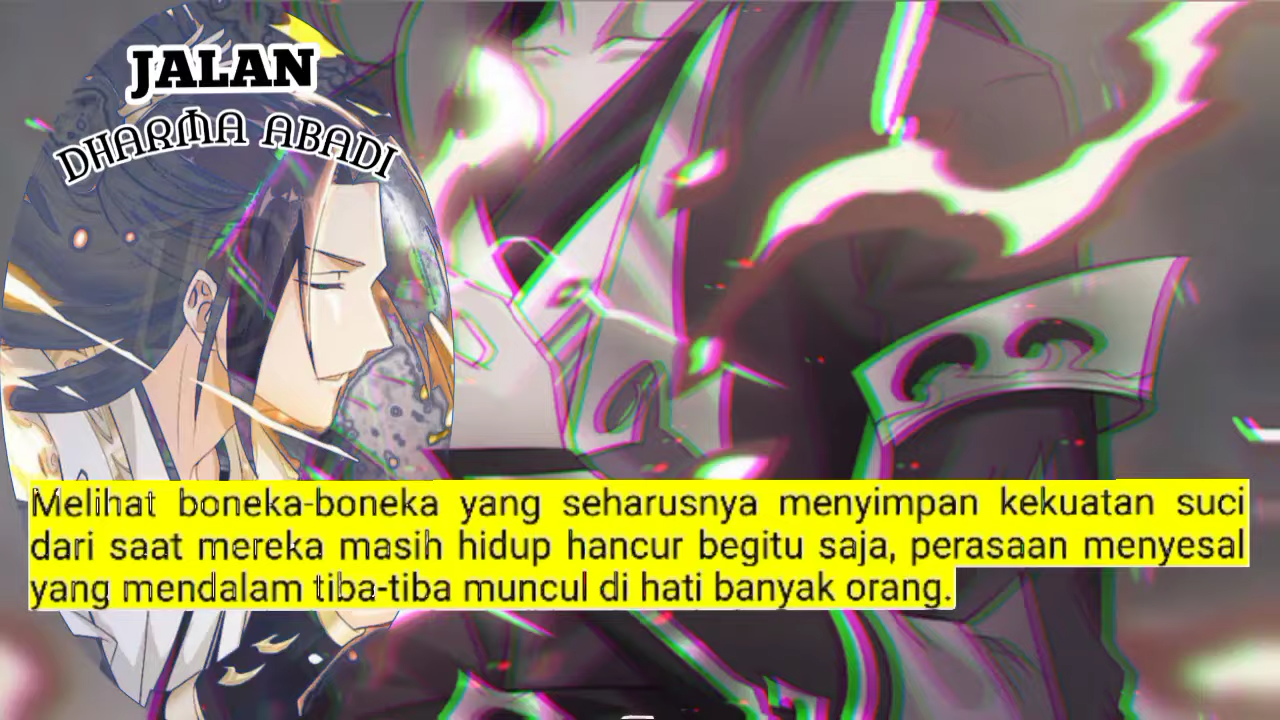 JALAN
DHARMA ABADI
Melihat boneka-boneka yang seharusnya menyimpan kekuatan suci
dari saat mereka masih hidup hancur begitu saja, perasaan menyesal
yang mendalam tiba-tiba muncul di hati banyak orang.